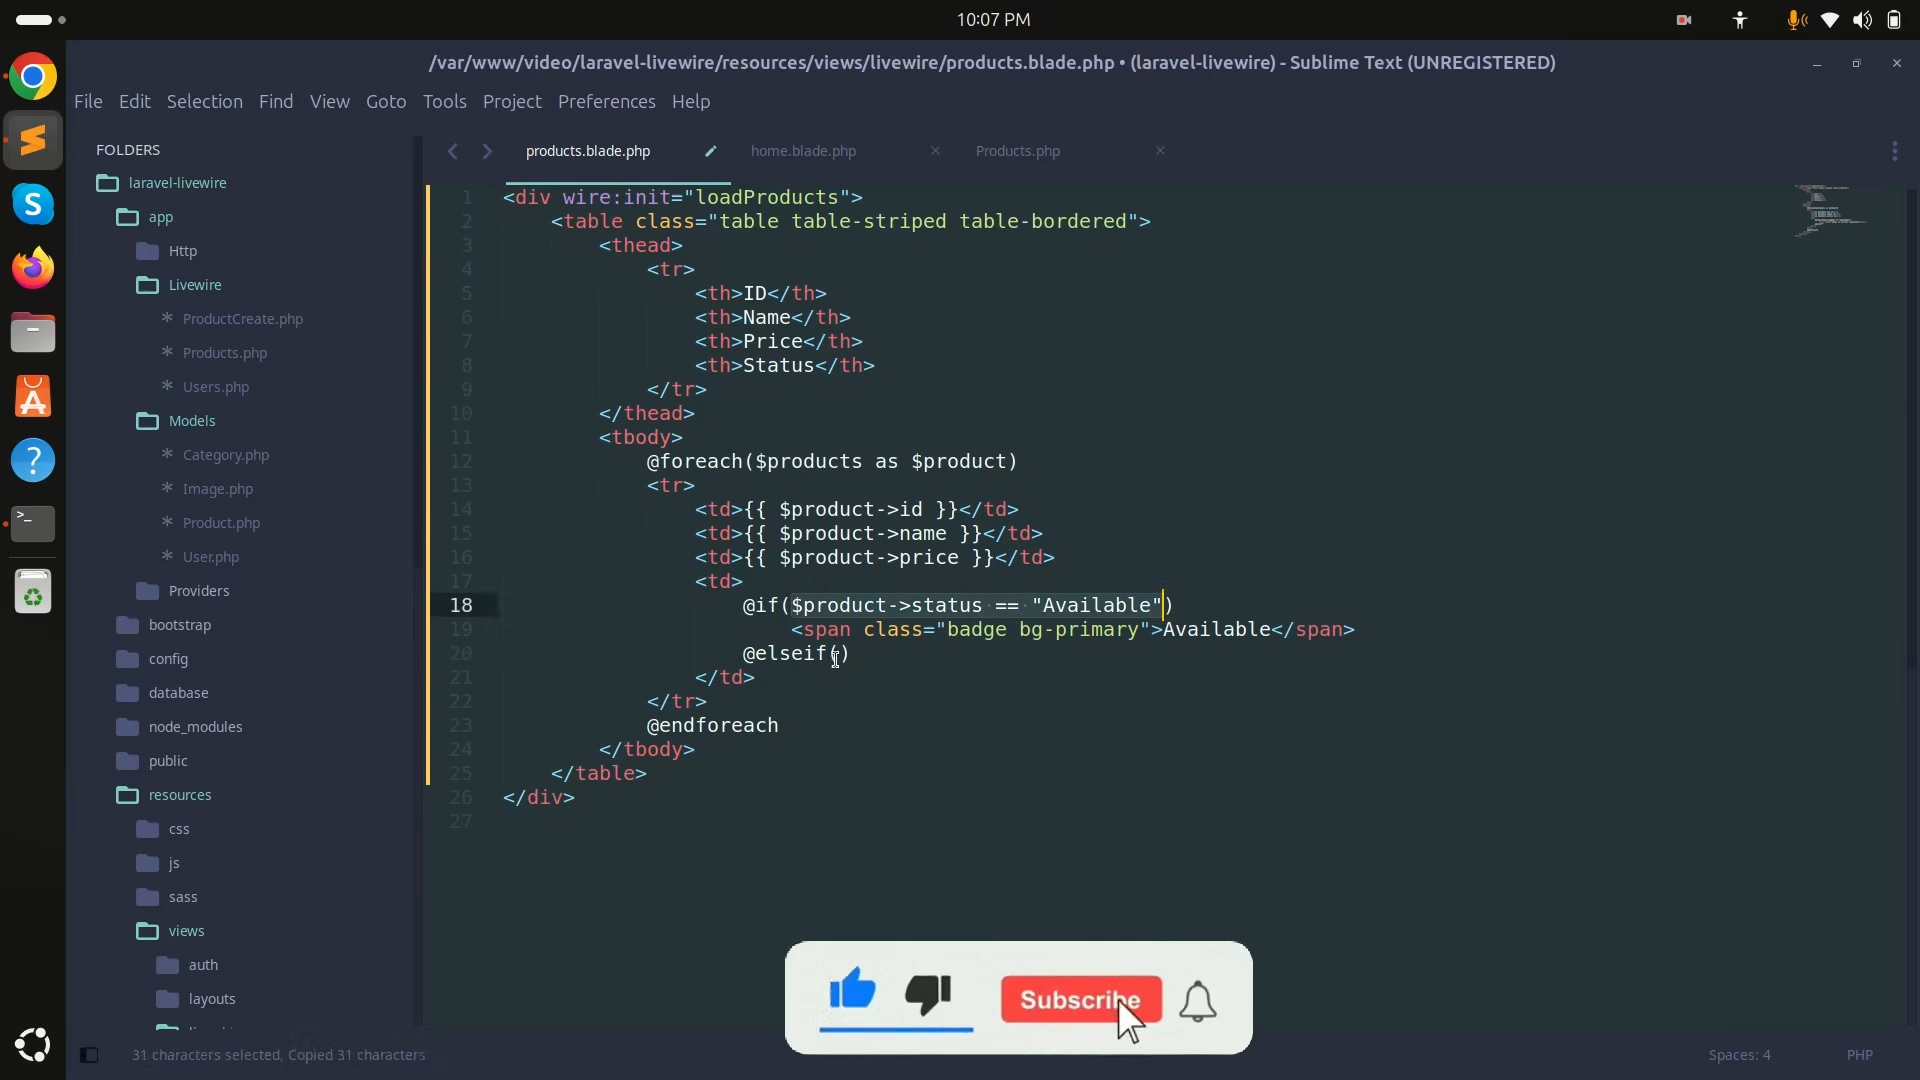 10:07 PM
/var/www/video/laravel-livewire/resources/views/livewire/products.blade.php • (laravel-livewire) - Sublime Text (UNREGISTERED)
File Edit Selection Find View Goto Tools Project Preferences Help
FOLDERS
laravel-livewire
app
Http
Livewire
ProductCreate.php
Products.php
Users.php
Models
Category.php
Image.php
Product.php
User.php
Providers
bootstrap
config
database
node_modules
public
resources
css
js
sass
views
auth
layouts
products.blade.php home.blade.php Products.php
1 <div wire:init="loadProducts">
2 <table class="table table-striped table-bordered">
3 <thead>
4 <tr>
5 <th>ID</th>
6 <th>Name</th>
7 <th>Price</th>
8 <th>Status</th>
9 </tr>
10 </thead>
11 <tbody>
12 @foreach($products as $product)
13 <tr>
14 <td>{{ $product->id }}</td>
15 <td>{{ $product->name }}</td>
16 <td>{{ $product->price }}</td>
17 <td>
18 @if($product->status == "Available")
19 <span class="badge bg-primary">Available</span>
20 @elseif()
21 </td>
22 </tr>
23 @endforeach
24 </tbody>
25 </table>
26 </div>
27
Subscribe
31 characters selected, Copied 31 characters
Spaces: 4 PHP